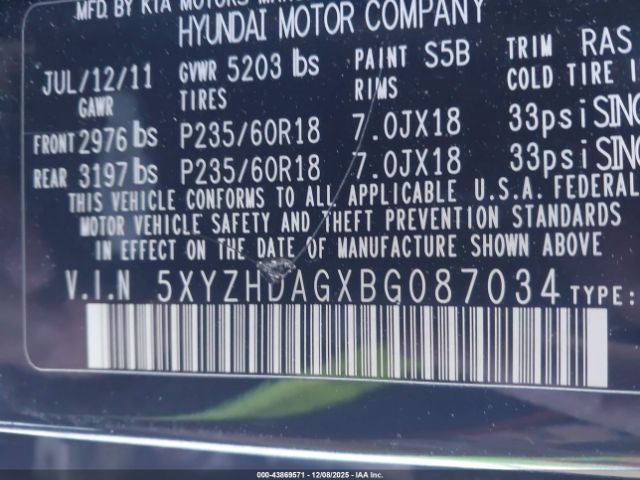 MFD. BY KIA MOTORS
HYUNDAI MOTOR COMPANY
JUL/12/11 GVWR 5203 lbs PAINT S5B TRIM RAS
GAWR TIRES RIMS COLD TIRE
FRONT 2976 lbs P235/60R18 7.0JX18 33psi SING
REAR 3197 lbs P235/60R18 7.0JX18 33psi SING
THIS VEHICLE CONFORMS TO ALL APPLICABLE U.S.A. FEDERAL
MOTOR VEHICLE SAFETY AND THEFT PREVENTION STANDARDS
IN EFFECT ON THE DATE OF MANUFACTURE SHOWN ABOVE
V.I.N 5XYZHDAGXBG087034 TYPE:
000-43869571 - 12/08/2025 - IAAC, Inc.